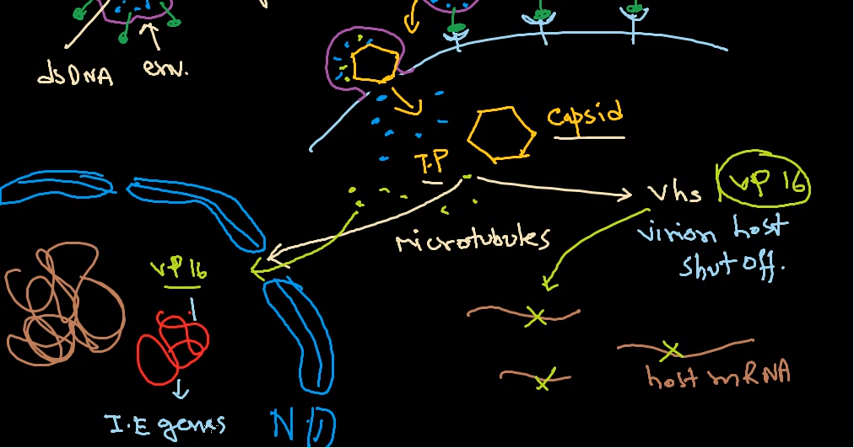 dsDNA env.
Capsid
T.P
Vhs VP 16
virion host
shut off.
microtubules
VP 16
host mRNA
I.E genes